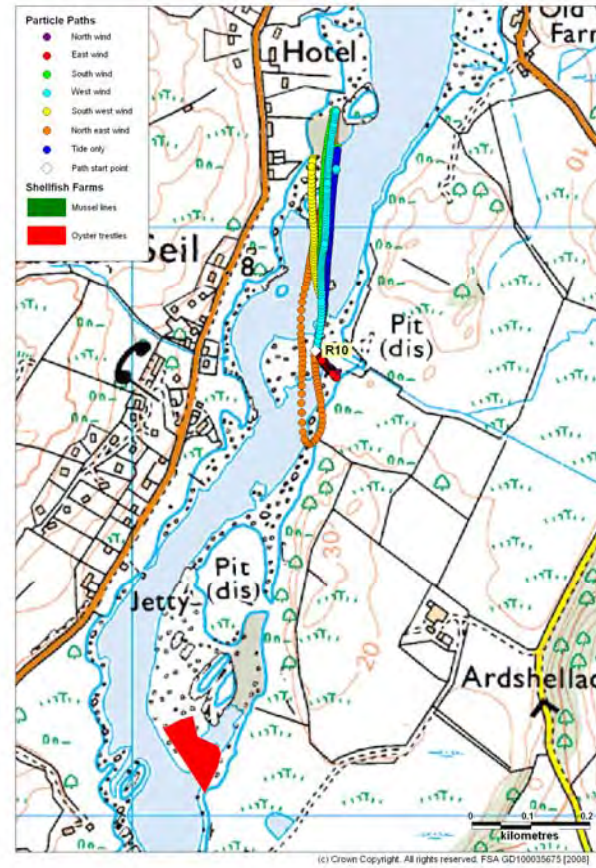 Particle Paths
North wind
East wind
South wind
West wind
South west wind
North east wind
Tide only
Path start point
Shellfish Farms
Mussel lines
Oyster trestles
Hotel
Old
Farm
10
Seil
8
Pit
(dis)
R10
Pit
(dis)
Jetty
30
20
Ardshellac
0 0.1 0.2
kilometres
(c) Crown Copyright. All rights reserved. FSA GD100035675 [2008]